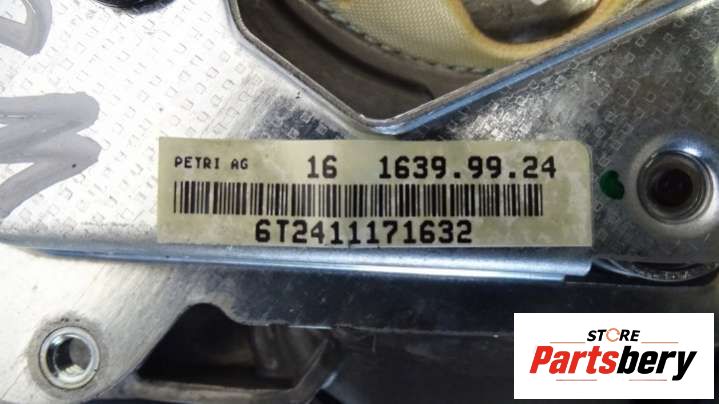 PETRI AG 16 1639.99.24
6T2411171632
STORE
Partsbery